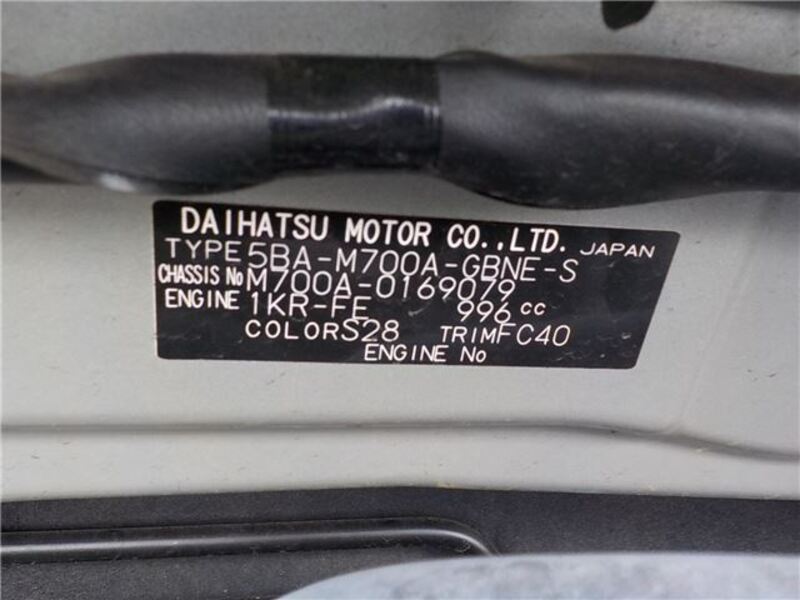 DAIHATSU MOTOR CO.,LTD. JAPAN
TYPE 5BA-M700A-GBNE-S
CHASSIS No M700A-0169079
ENGINE 1KR-FE 996 cc
COLOR S28 TRIM FC40
ENGINE No